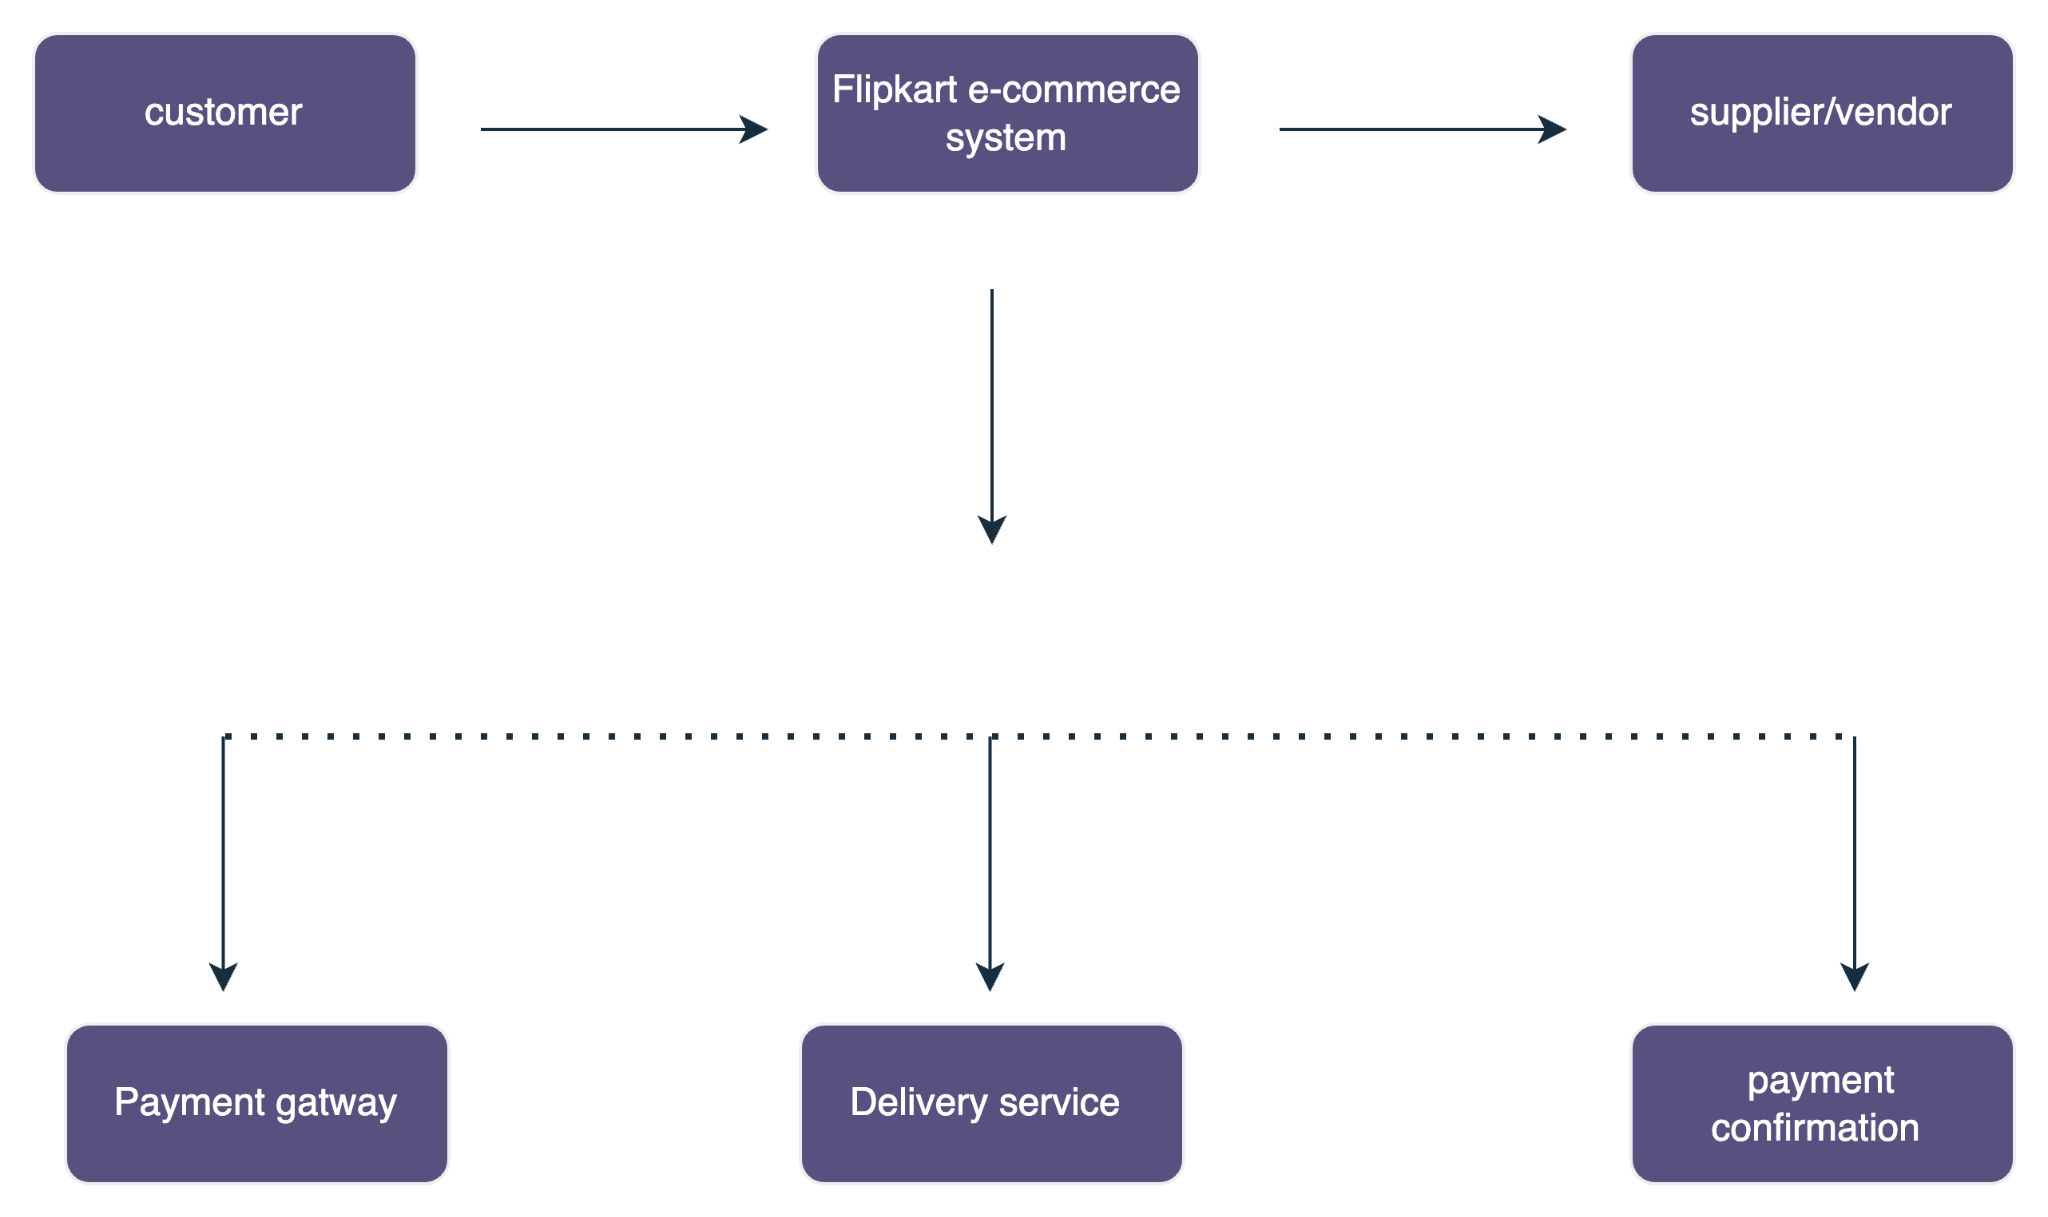 customer
Flipkart e-commerce
system
supplier/vendor
Payment gatway
Delivery service
payment
confirmation